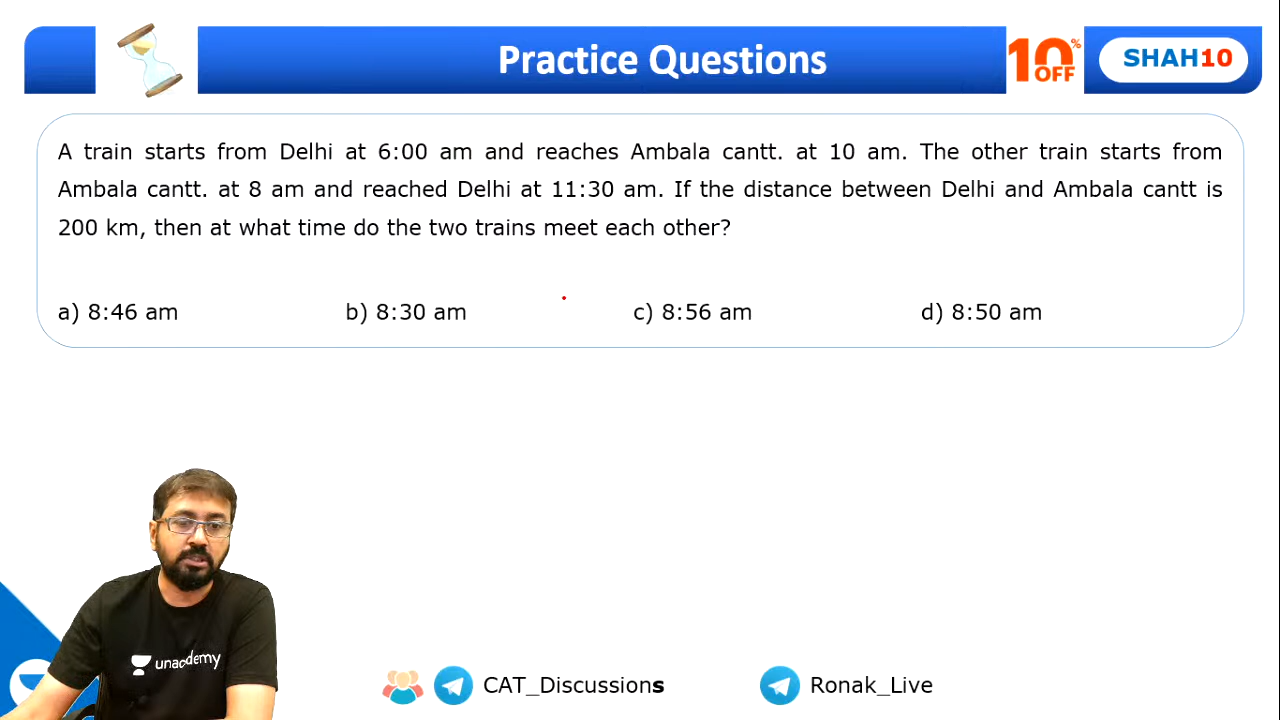 Practice Questions
10% OFF
SHAH10
A train starts from Delhi at 6:00 am and reaches Ambala cantt. at 10 am. The other train starts from
Ambala cantt. at 8 am and reached Delhi at 11:30 am. If the distance between Delhi and Ambala cantt is
200 km, then at what time do the two trains meet each other?
a) 8:46 am b) 8:30 am c) 8:56 am d) 8:50 am
unacademy
CAT_Discussions
Ronak_Live